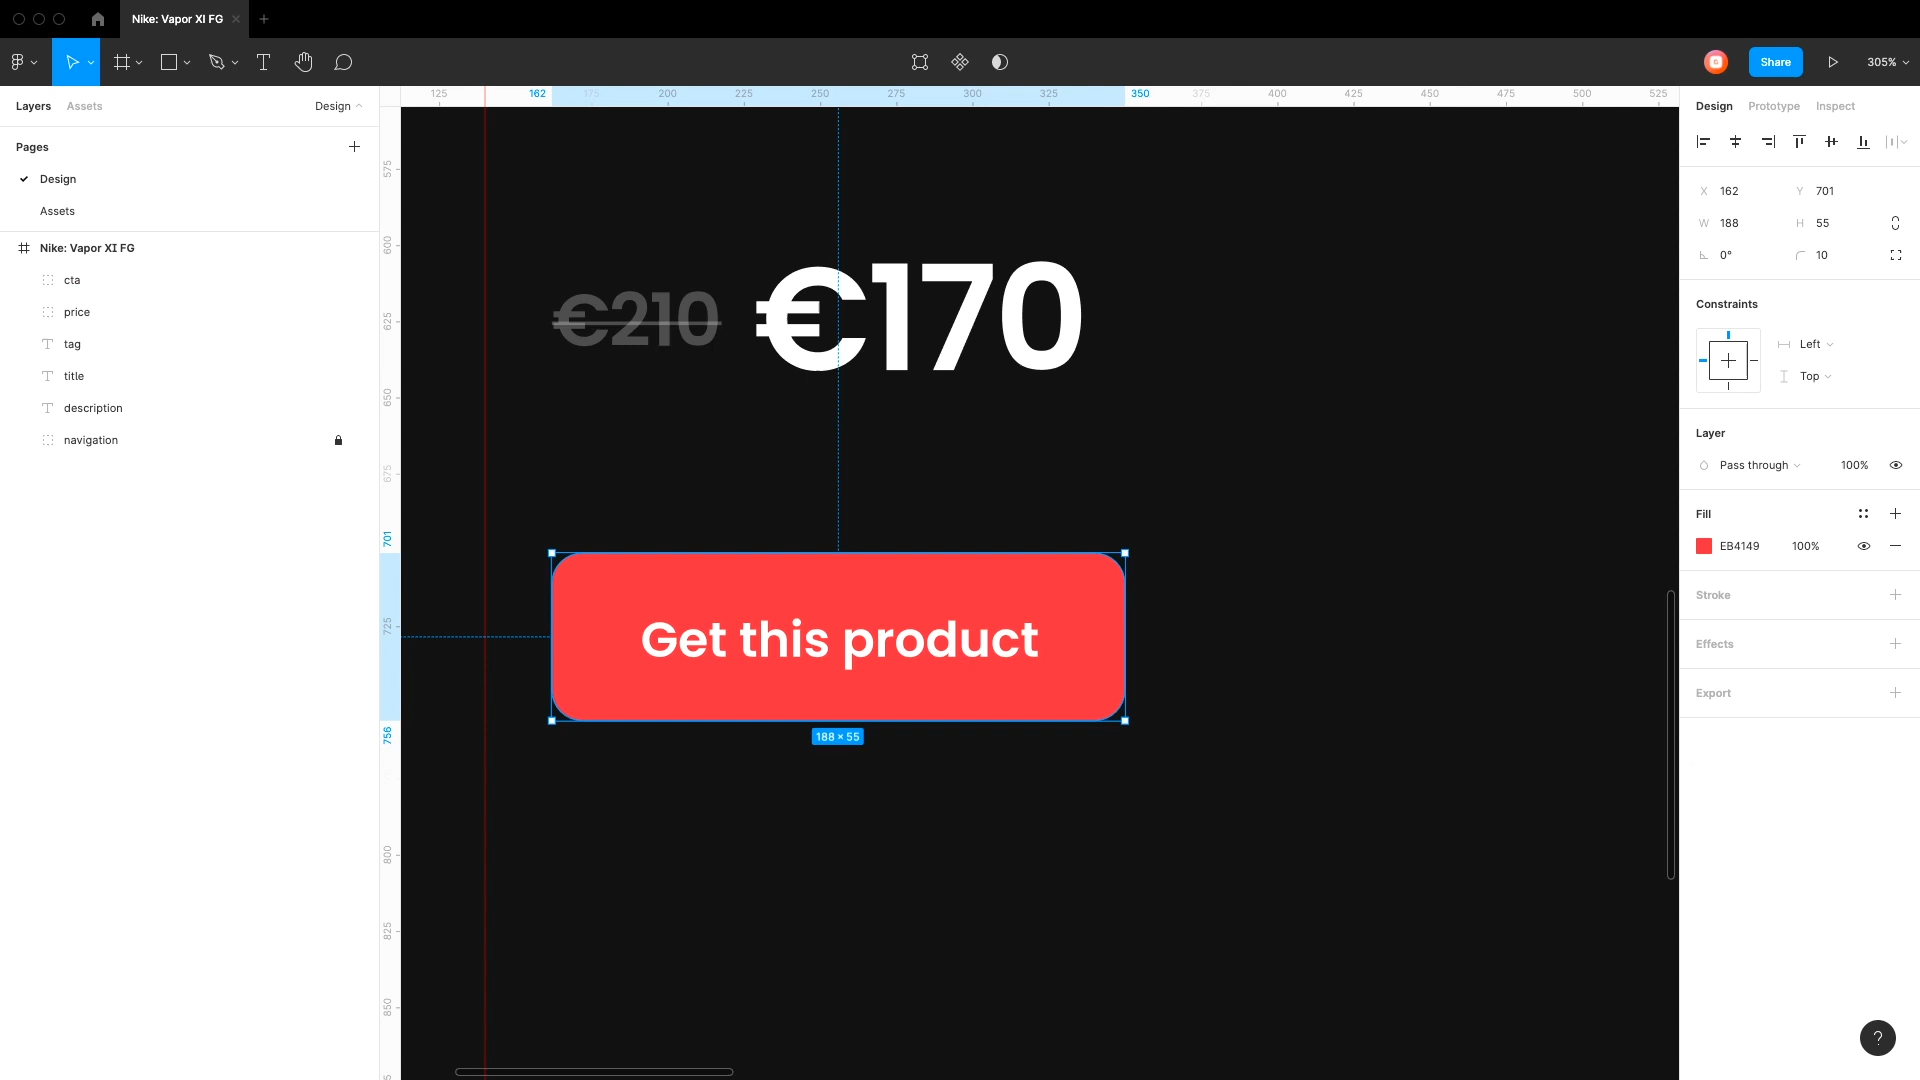 Nike: Vapor XI FG
Share
305%
Layers
Assets
Design
Pages
Design
Assets
Nike: Vapor XI FG
cta
price
tag
title
description
navigation
125 162 175 200 225 250 275 300 325 350 375 400 425 450 475 500 525
575
600
625
650
675
701
725
756
800
825
850
€210 €170
Get this product
188 × 55
Design Prototype Inspect
X 162 Y 701
W 188 H 55
0° 10
Constraints
Left
Top
Layer
Pass through 100%
Fill
EB4149 100%
Stroke
Effects
Export
?